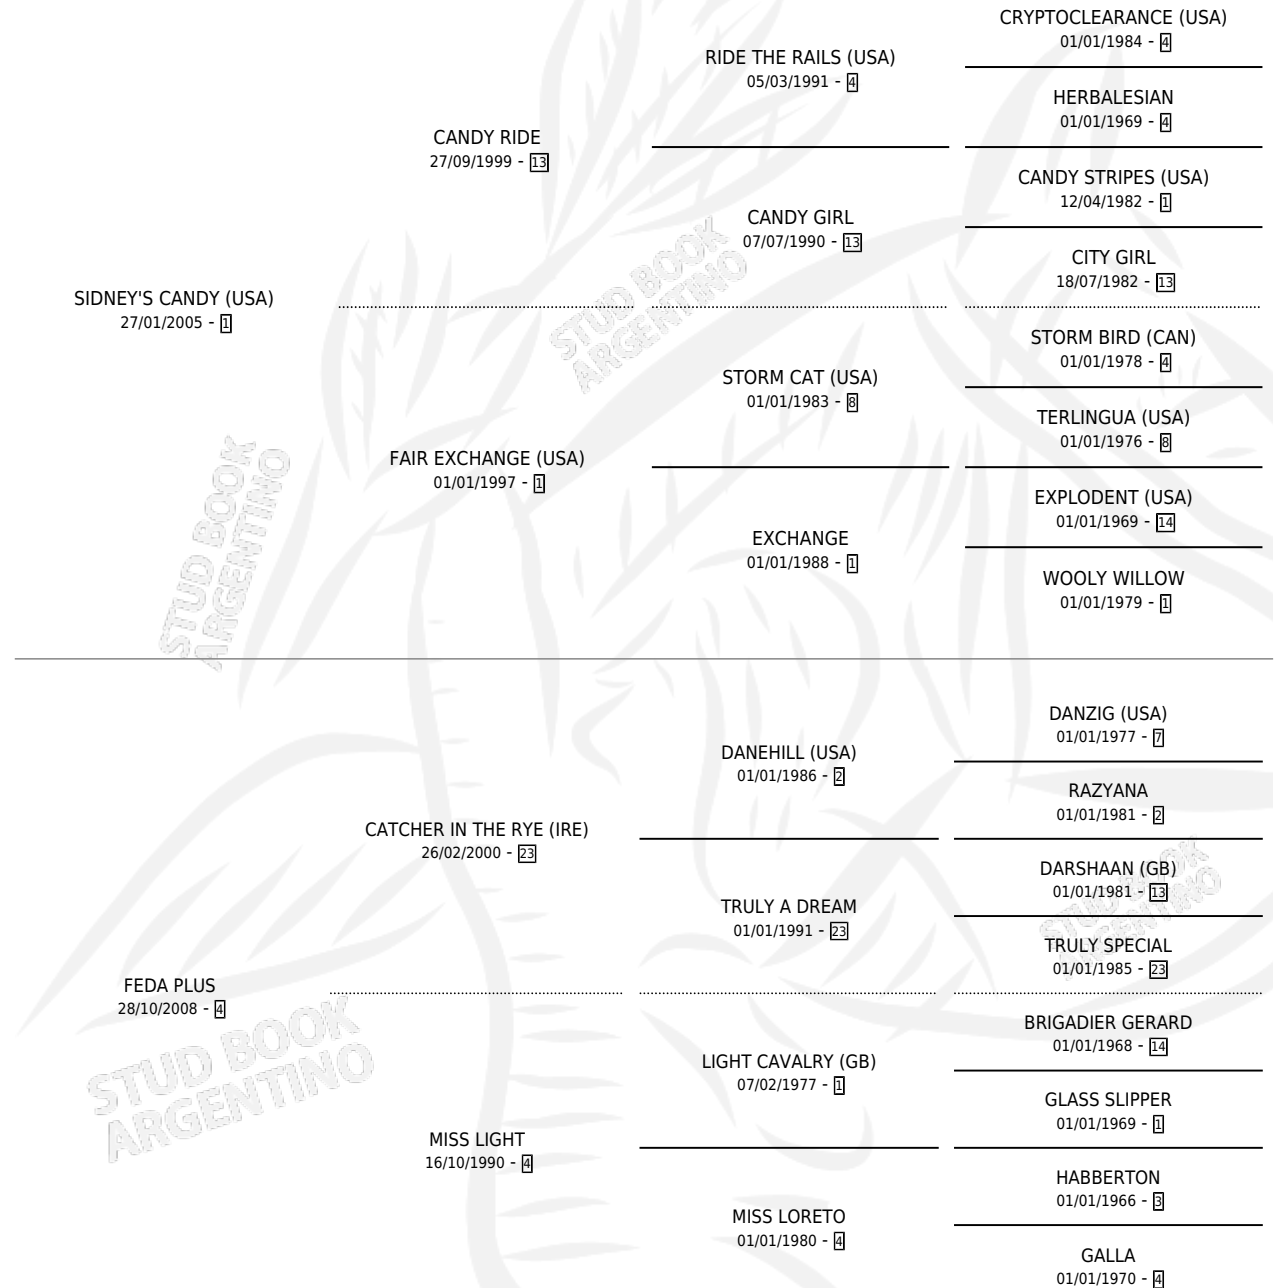 CRYPTOCLEARANCE (USA)
01/01/1984 - 4
RIDE THE RAILS (USA)
05/03/1991 - 4
HERBALESIAN
01/01/1969 - 4
CANDY RIDE
27/09/1999 - 13
CANDY STRIPES (USA)
12/04/1982 - 1
CANDY GIRL
07/07/1990 - 13
CITY GIRL
18/07/1982 - 13
SIDNEY'S CANDY (USA)
27/01/2005 - 1
STUD BOOK
ARGENTINO
STORM BIRD (CAN)
01/01/1978 - 4
STORM CAT (USA)
01/01/1983 - 8
TERLINGUA (USA)
01/01/1976 - 8
FAIR EXCHANGE (USA)
01/01/1997 - 1
EXPLODENT (USA)
01/01/1969 - 14
EXCHANGE
01/01/1988 - 1
WOOLY WILLOW
01/01/1979 - 1
STUD BOOK
ARGENTINO
DANZIG (USA)
01/01/1977 - 7
DANEHILL (USA)
01/01/1986 - 2
RAZYANA
01/01/1981 - 2
CATCHER IN THE RYE (IRE)
26/02/2000 - 23
DARSHAAN (GB)
01/01/1981 - 13
TRULY A DREAM
01/01/1991 - 23
STUD BOOK
ARGENTINO
TRULY SPECIAL
01/01/1985 - 23
FEDA PLUS
28/10/2008 - 4
BRIGADIER GERARD
01/01/1968 - 14
LIGHT CAVALRY (GB)
07/02/1977 - 1
STUD BOOK
ARGENTINO
GLASS SLIPPER
01/01/1969 - 1
MISS LIGHT
16/10/1990 - 4
HABBERTON
01/01/1966 - 3
MISS LORETO
01/01/1980 - 4
GALLA
01/01/1970 - 4